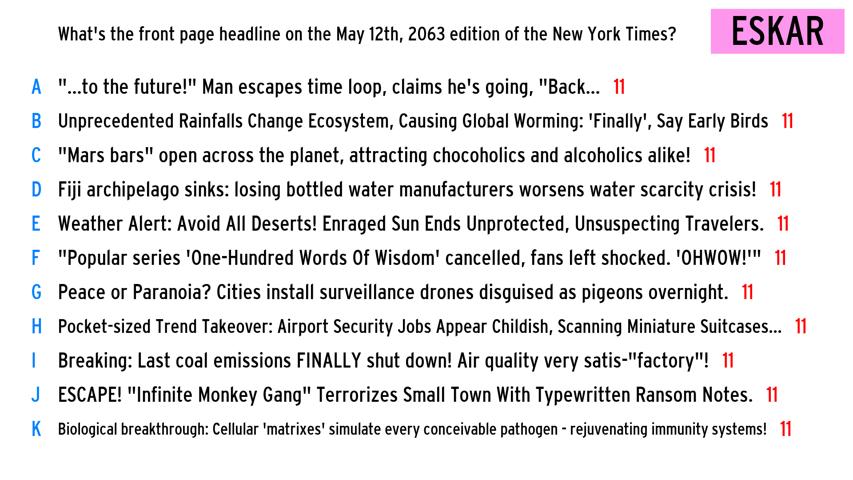 What's the front page headline on the May 12th, 2063 edition of the New York Times?
ESKAR
A "...to the future!" Man escapes time loop, claims he's going, "Back... 11
B Unprecedented Rainfalls Change Ecosystem, Causing Global Worming: 'Finally', Say Early Birds 11
C "Mars bars" open across the planet, attracting chocoholics and alcoholics alike! 11
D Fiji archipelago sinks: losing bottled water manufacturers worsens water scarcity crisis! 11
E Weather Alert: Avoid All Deserts! Enraged Sun Ends Unprotected, Unsuspecting Travelers. 11
F "Popular series 'One-Hundred Words Of Wisdom' cancelled, fans left shocked. 'OHWOW!'" 11
G Peace or Paranoia? Cities install surveillance drones disguised as pigeons overnight. 11
H Pocket-sized Trend Takeover: Airport Security Jobs Appear Childish, Scanning Miniature Suitcases... 11
I Breaking: Last coal emissions FINALLY shut down! Air quality very satis-"factory"! 11
J ESCAPE! "Infinite Monkey Gang" Terrorizes Small Town With Typewritten Ransom Notes. 11
K Biological breakthrough: Cellular 'matrixes' simulate every conceivable pathogen - rejuvenating immunity systems! 11